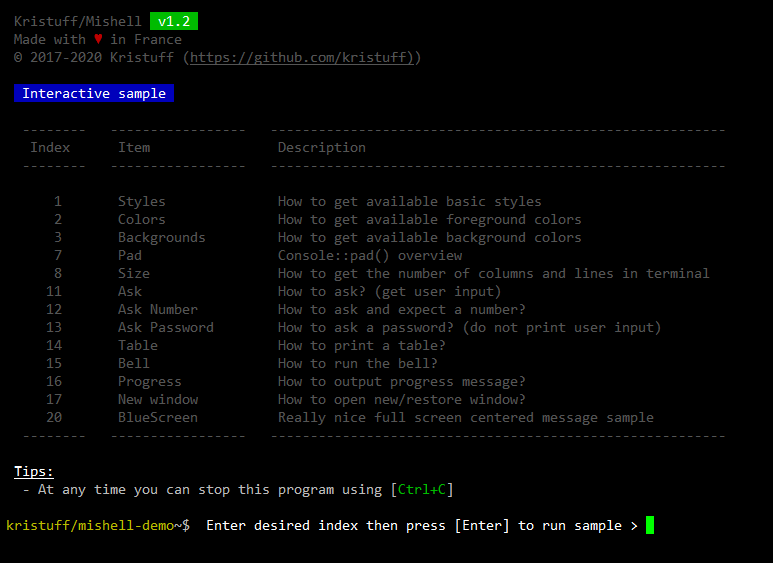 Kristuff/Mishell v1.2
Made with ♥ in France
© 2017-2020 Kristuff (https://github.com/kristuff))
Interactive sample
-------- ----------------- ---------------------------------------------------------
Index Item Description
-------- ----------------- ---------------------------------------------------------
1 Styles How to get available basic styles
2 Colors How to get available foreground colors
3 Backgrounds How to get available background colors
7 Pad Console::pad() overview
8 Size How to get the number of columns and lines in terminal
11 Ask How to ask? (get user input)
12 Ask Number How to ask and expect a number?
13 Ask Password How to ask a password? (do not print user input)
14 Table How to print a table?
15 Bell How to run the bell?
16 Progress How to output progress message?
17 New window How to open new/restore window?
20 BlueScreen Really nice full screen centered message sample
-------- ----------------- ---------------------------------------------------------
Tips:
- At any time you can stop this program using [Ctrl+C]
kristuff/mishell-demo~$ Enter desired index then press [Enter] to run sample >